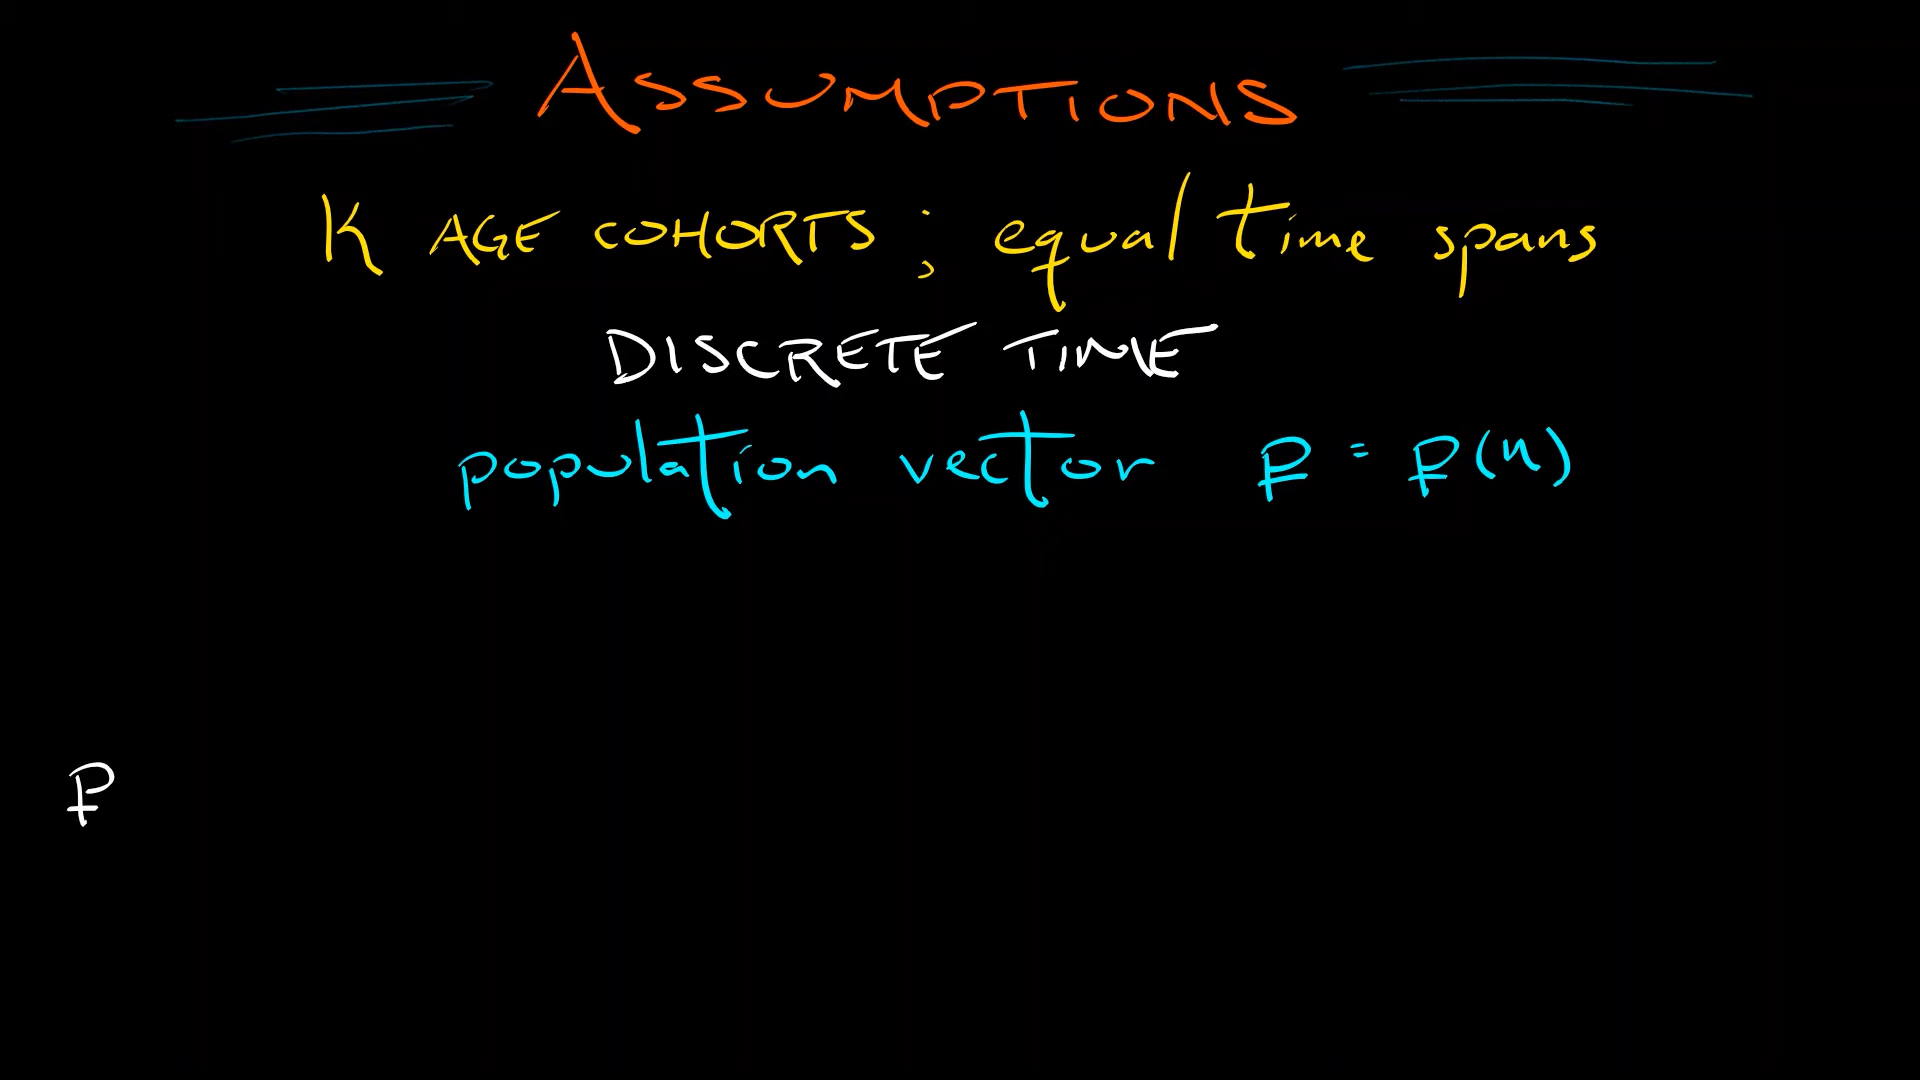 ASSUMPTIONS
K AGE COHORTS ; equal time spans
DISCRETE TIME
population vector P = P(n)
P